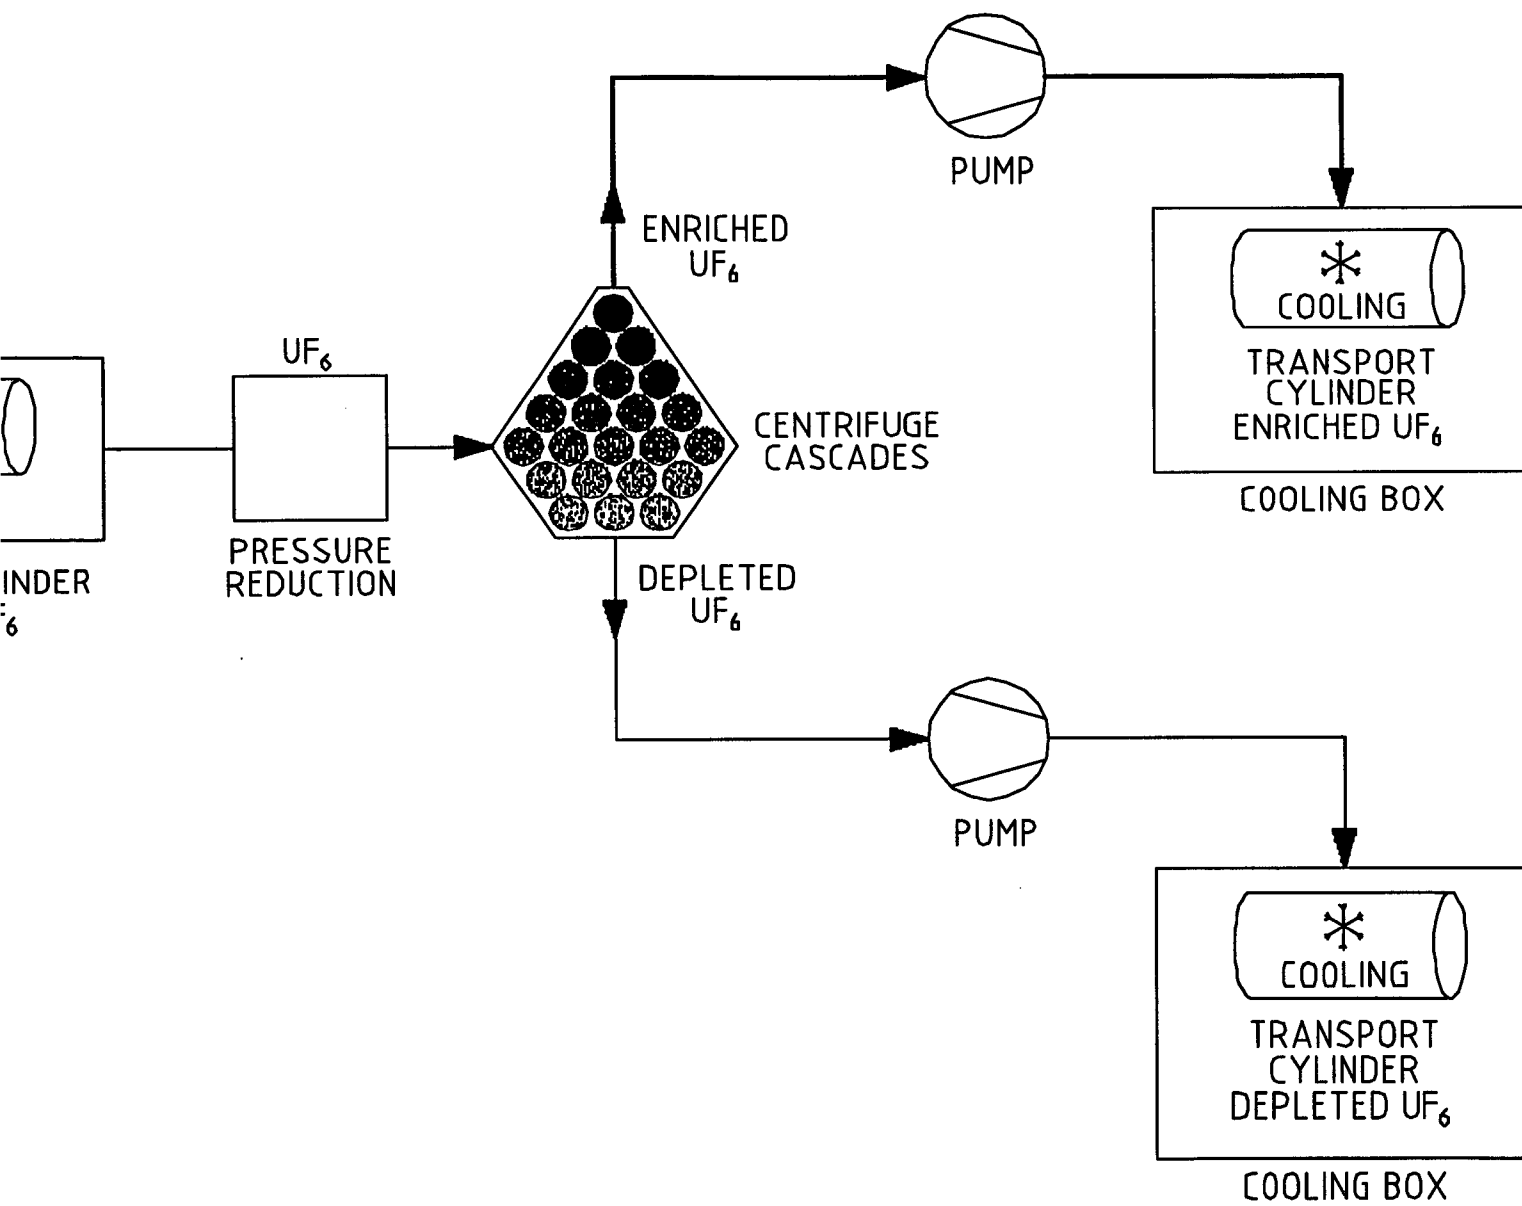 PUMP
ENRICHED
UF₆
COOLING
TRANSPORT
CYLINDER
ENRICHED UF₆
COOLING BOX
UF₆
PRESSURE
REDUCTION
CENTRIFUGE
CASCADES
INDER
F₆
DEPLETED
UF₆
PUMP
COOLING
TRANSPORT
CYLINDER
DEPLETED UF₆
COOLING BOX